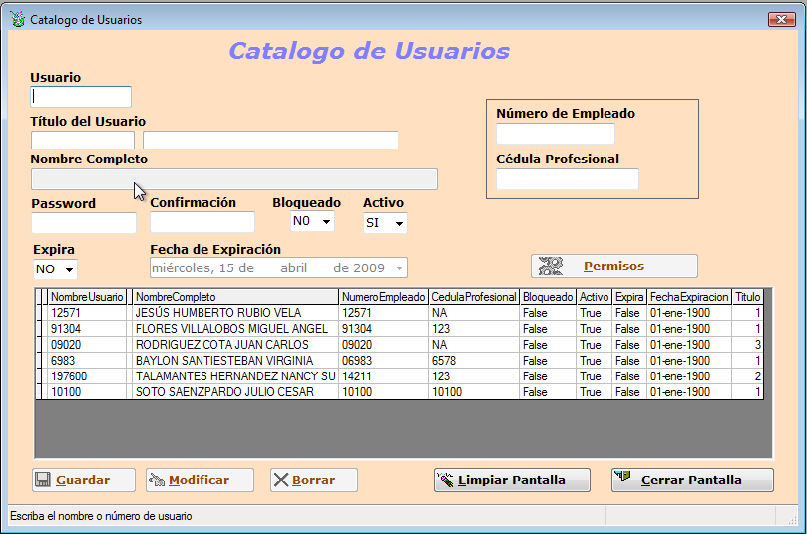 Catalogo de Usuarios
Catalogo de Usuarios
Usuario
Título del Usuario
Nombre Completo
Número de Empleado
Cédula Profesional
Password Confirmación Bloqueado Activo
NO SI
Expira Fecha de Expiración
NO miércoles, 15 de abril de 2009
Permisos
NombreUsuario NombreCompleto NumeroEmpleado CedulaProfesional Bloqueado Activo Expira FechaExpiracion Titulo
12571 JESÚS HUMBERTO RUBIO VELA 12571 NA False True False 01-ene-1900 1
91304 FLORES VILLALOBOS MIGUEL ANGEL 91304 123 False True False 01-ene-1900 1
09020 RODRIGUEZ COTA JUAN CARLOS 09020 NA False True False 01-ene-1900 3
6983 BAYLON SANTIESTEBAN VIRGINIA 06983 6578 False True False 01-ene-1900 1
197600 TALAMANTES HERNANDEZ NANCY SU 14211 123 False True False 01-ene-1900 2
10100 SOTO SAENZPARDO JULIO CESAR 10100 10100 False True False 01-ene-1900 1
Guardar Modificar Borrar Limpiar Pantalla Cerrar Pantalla
Escriba el nombre o número de usuario